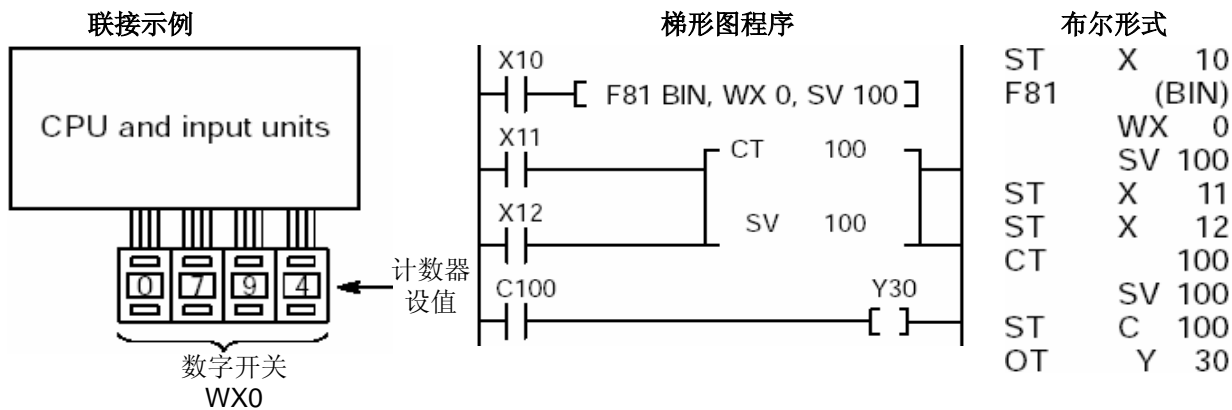 联接示例
CPU and input units
0 7 9 4
计数器
设值
数字开关
WX0
梯形图程序
X10
F81 BIN, WX 0, SV 100
X11
CT 100
X12
SV 100
C100 Y30
布尔形式
ST X 10
F81 (BIN)
WX 0
SV 100
ST X 11
ST X 12
CT 100
SV 100
ST C 100
OT Y 30